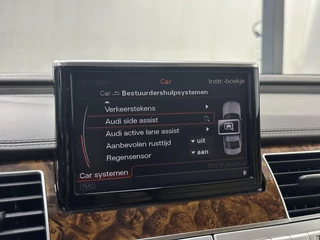 Car
Instr.-boekje
Car Bestuurdershulpsystemen
Verkeerstekens
Audi side assist
Audi active lane assist
Aanbevolen rusttijd uit
Regensensor aan
Car systemen
TMC